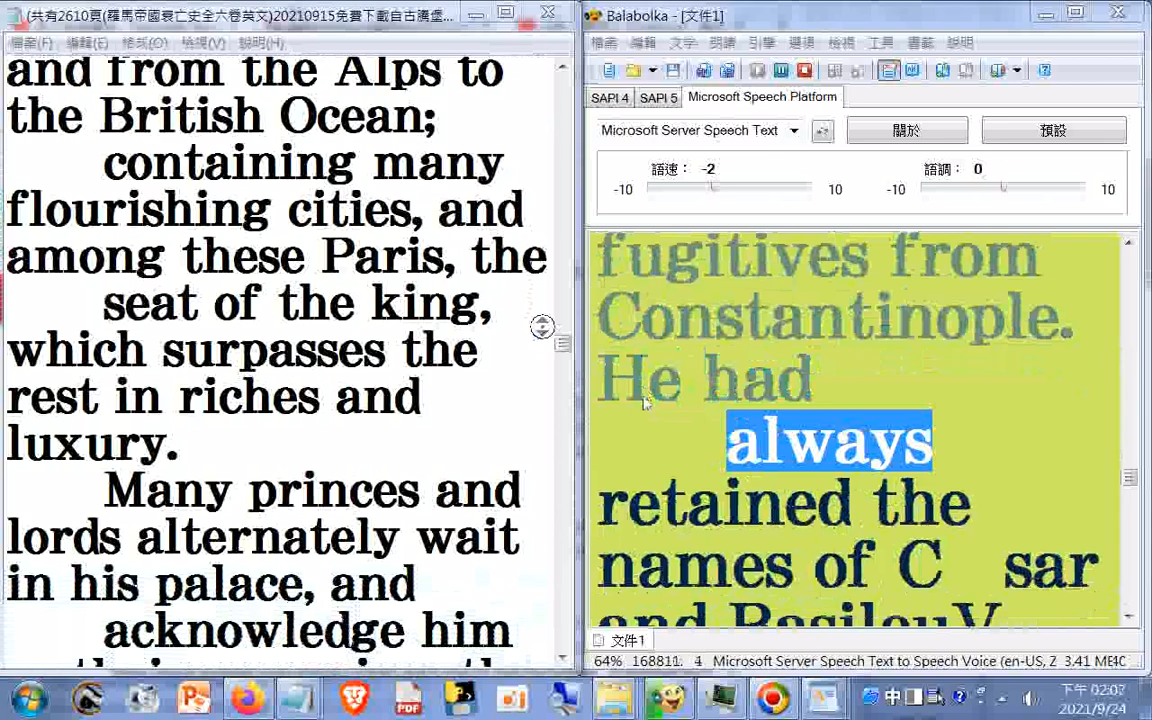 (共有2610頁(羅馬帝國衰亡史全六卷英文)20210915免費下載自古騰堡...
檔案(F) 編輯(E) 格式(O) 檢視(V) 說明(H)
and from the Alps to
the British Ocean;
containing many
flourishing cities, and
among these Paris, the
seat of the king,
which surpasses the
rest in riches and
luxury.
Many princes and
lords alternately wait
in his palace, and
acknowledge him
Balabolka - [文件1]
檔案 編輯 文字 朗讀 引擎 選項 檢視 工具 書籤 說明
SAPI 4 SAPI 5 Microsoft Speech Platform
Microsoft Server Speech Text 關於 預設
語速： -2 語調： 0
-10 10 -10 10
fugitives from
Constantinople.
He had
always
retained the
names of C sar
and BasilouV
文件1
64% 168811. 4 Microsoft Server Speech Text to Speech Voice (en-US, Z 3.41 ME4C
中 下午 02:07
2021/9/24